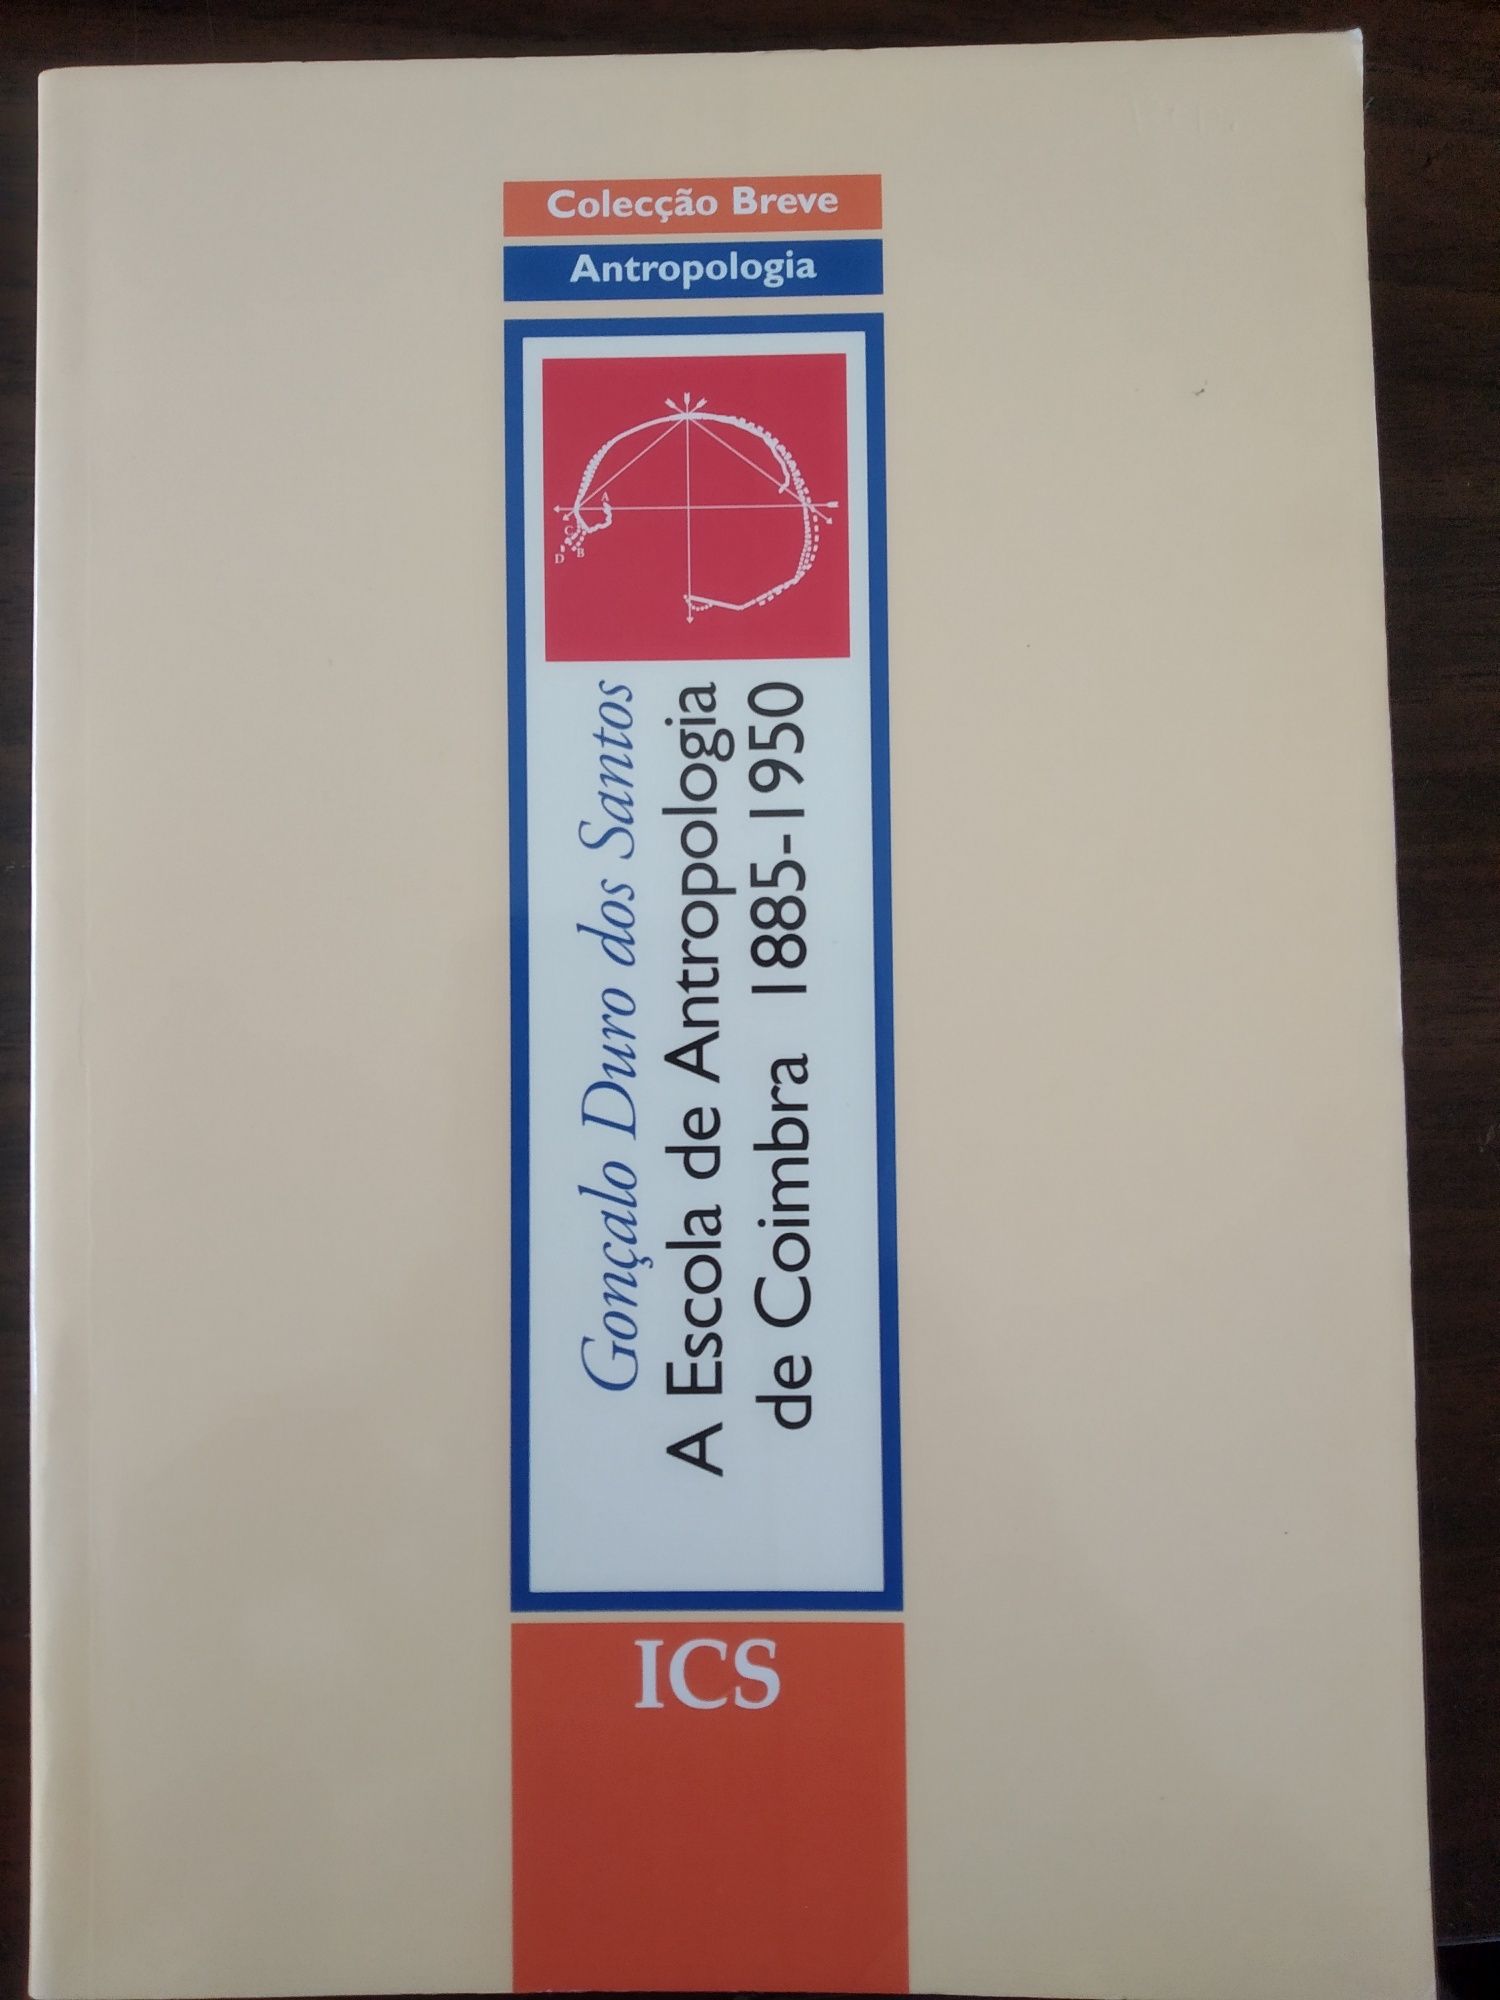 Colecção Breve
Antropologia
A
C
B
D
Gonçalo Duro dos Santos
A Escola de Antropologia
de Coimbra 1885-1950
ICS